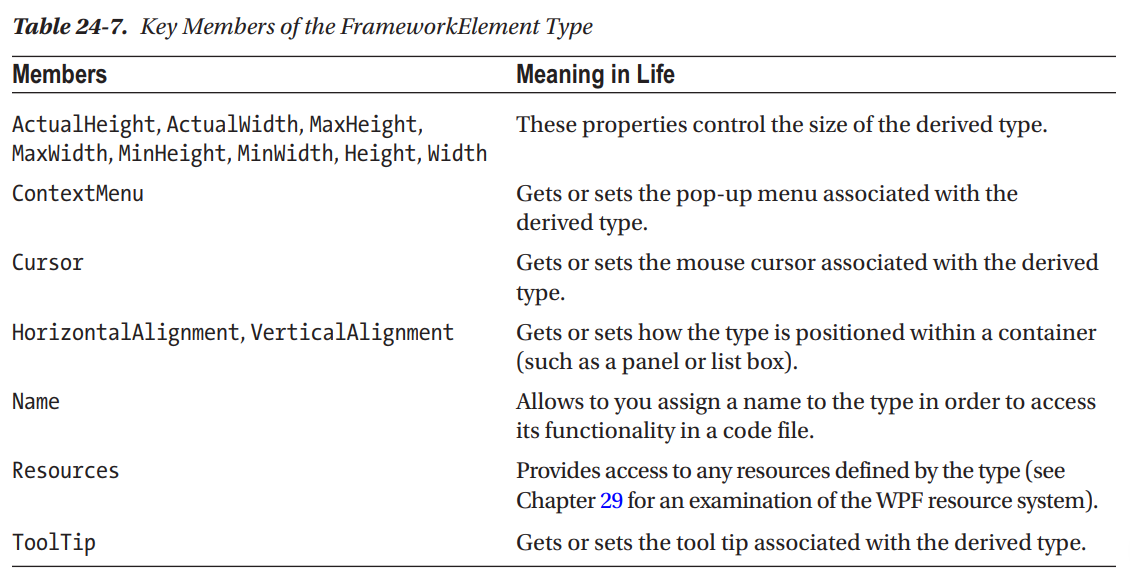 Table 24-7. Key Members of the FrameworkElement Type
Members Meaning in Life
ActualHeight, ActualWidth, MaxHeight, These properties control the size of the derived type.
MaxWidth, MinHeight, MinWidth, Height, Width
ContextMenu Gets or sets the pop-up menu associated with the
derived type.
Cursor Gets or sets the mouse cursor associated with the derived
type.
HorizontalAlignment, VerticalAlignment Gets or sets how the type is positioned within a container
(such as a panel or list box).
Name Allows to you assign a name to the type in order to access
its functionality in a code file.
Resources Provides access to any resources defined by the type (see
Chapter 29 for an examination of the WPF resource system).
ToolTip Gets or sets the tool tip associated with the derived type.